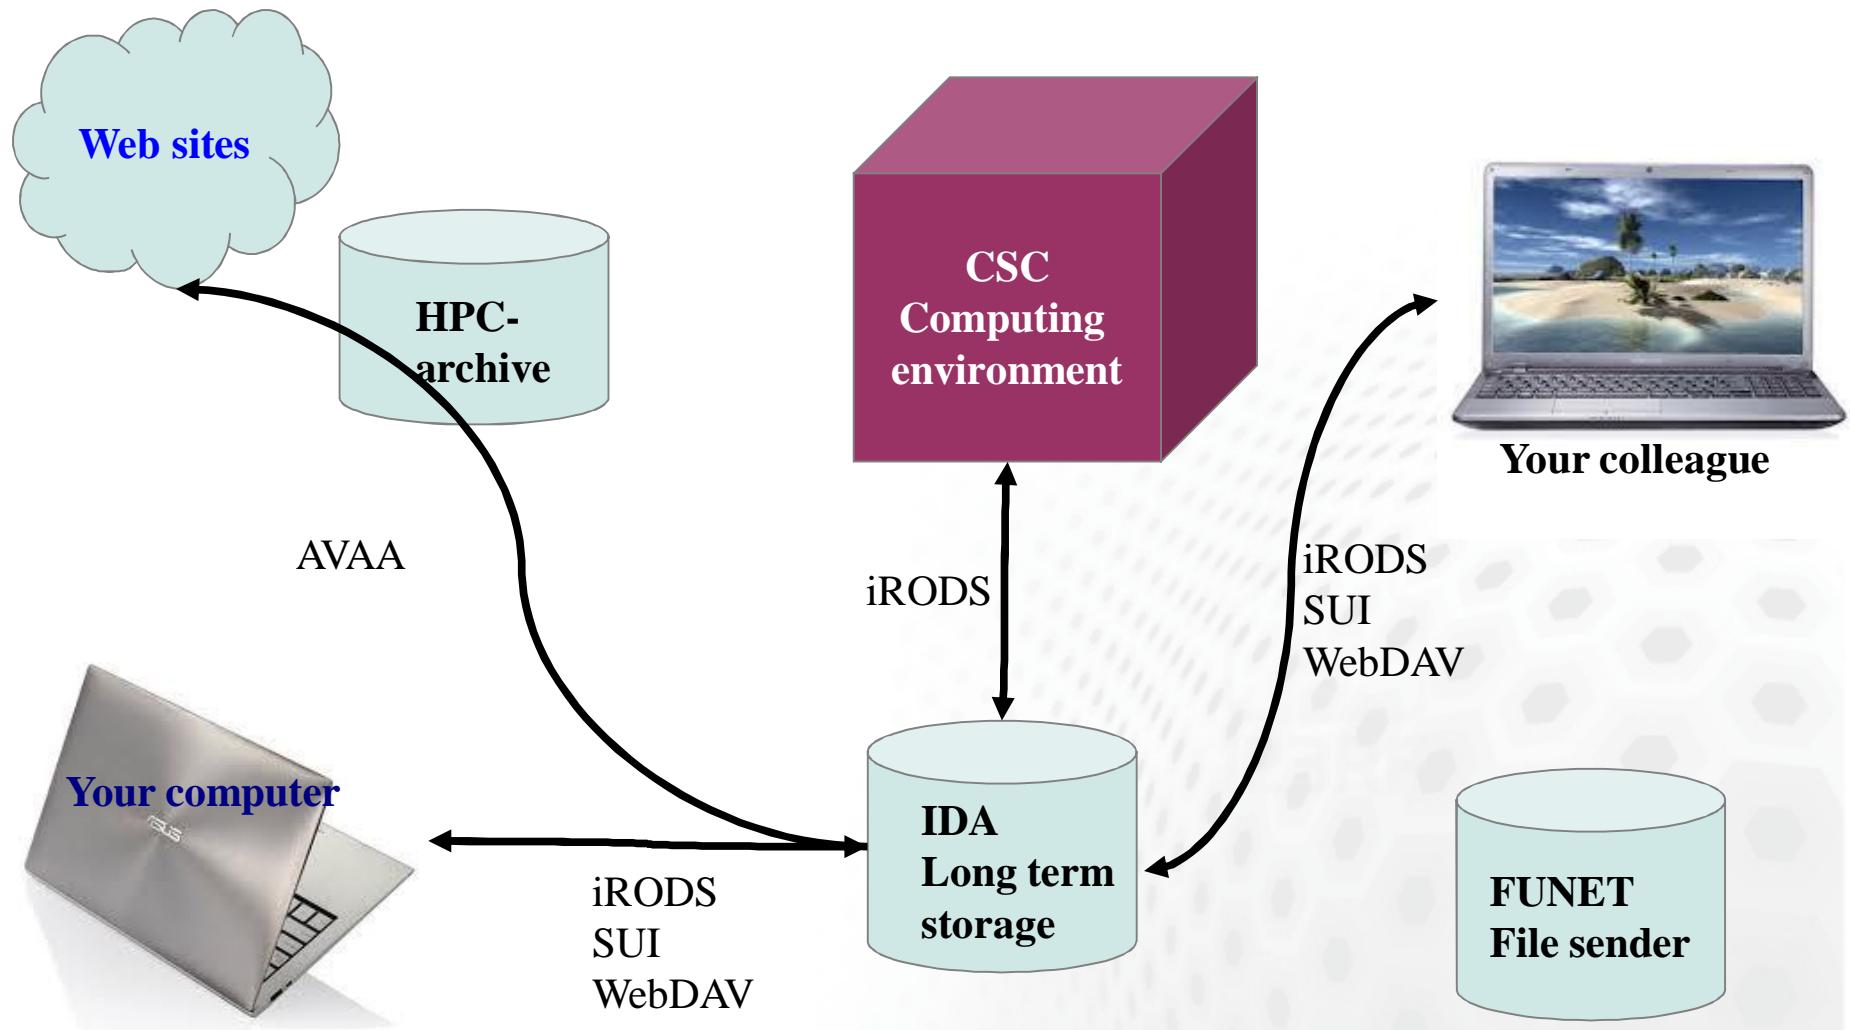 Web sites
HPC-
archive
CSC
Computing
environment
Your colleague
AVAA
iRODS
iRODS
SUI
WebDAV
Your computer
ASUS
IDA
Long term
storage
iRODS
SUI
WebDAV
FUNET
File sender